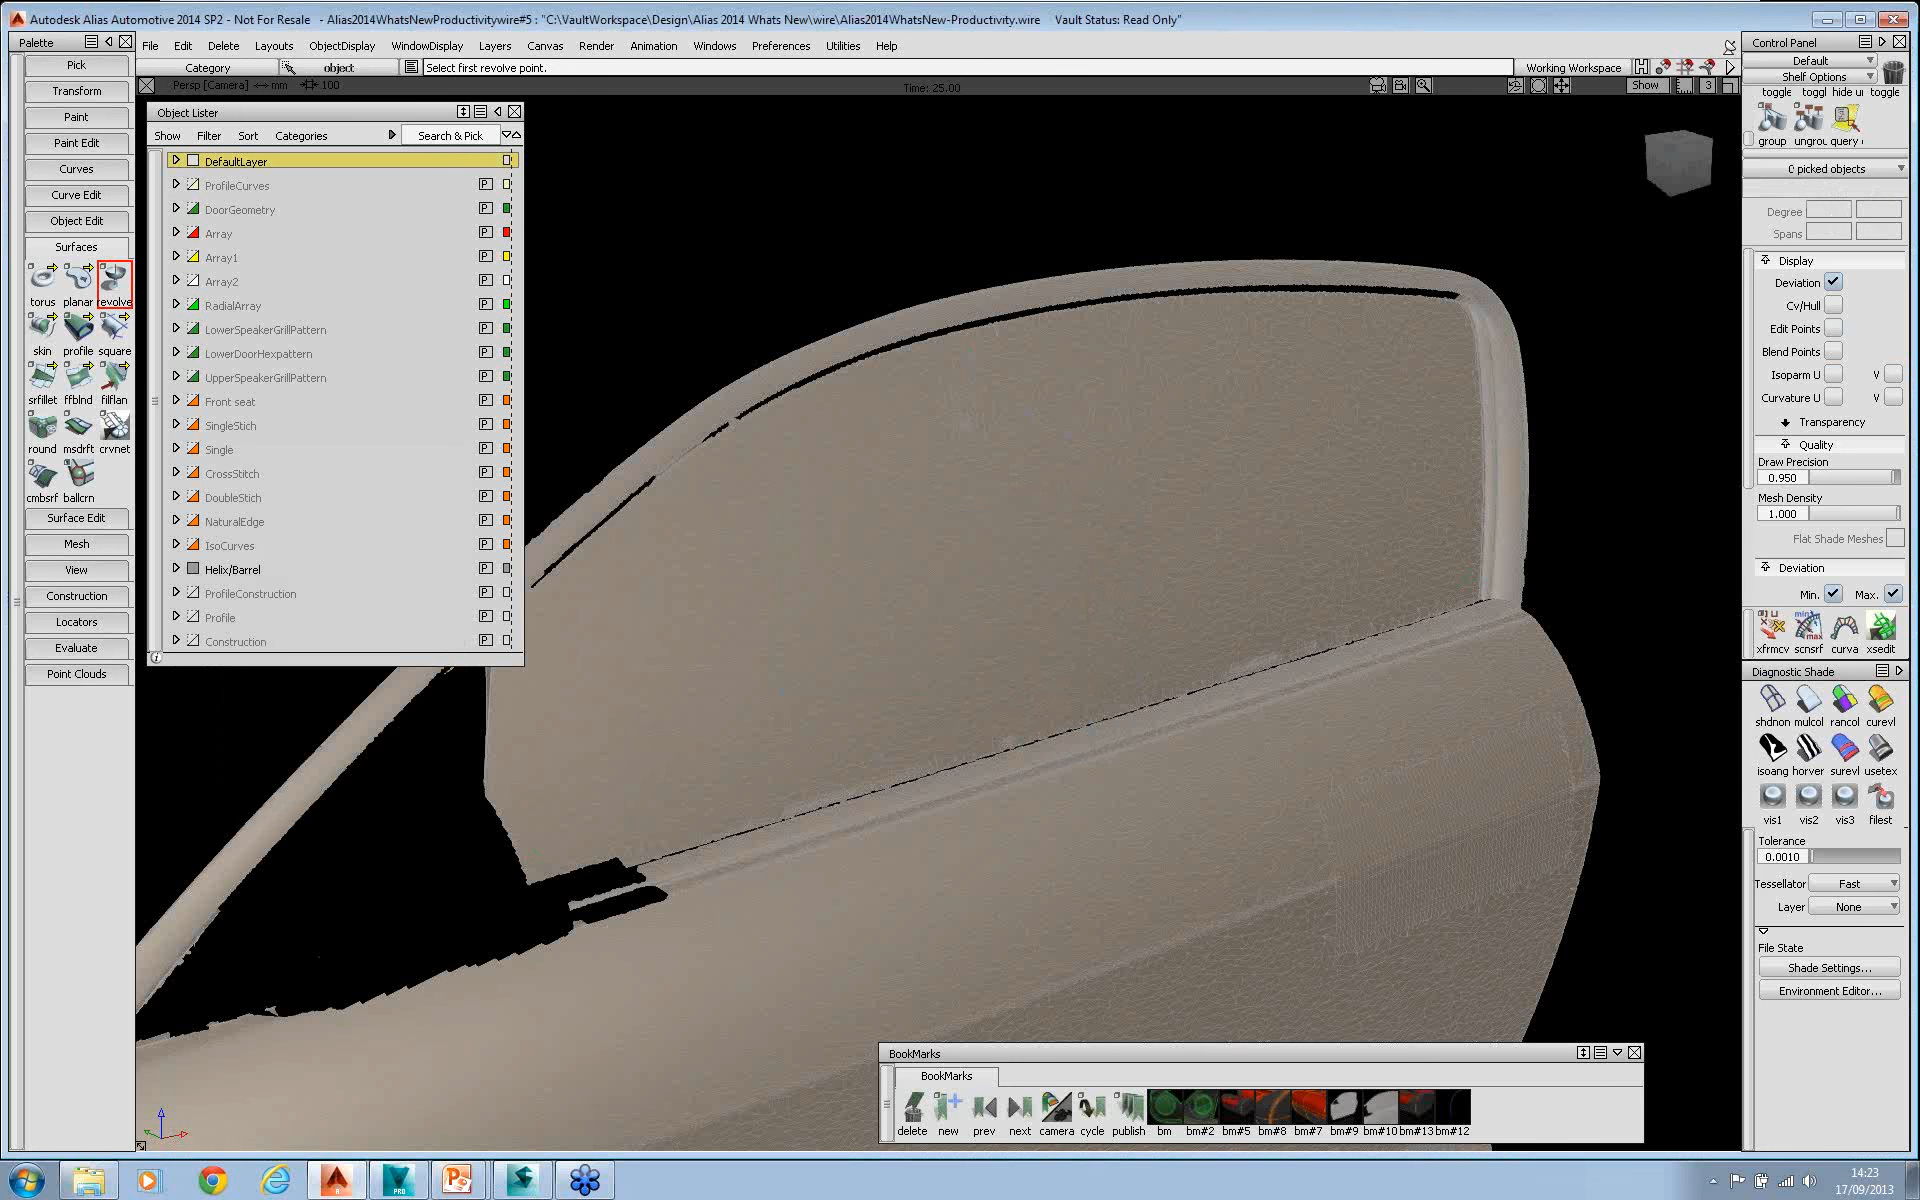 Autodesk Alias Automotive 2014 SP2 - Not For Resale - Alias2014WhatsNewProductivitywire#5 : "C:\VaultWorkspace\Design\Alias 2014 Whats New\wire\Alias2014WhatsNew-Productivity.wire Vault Status: Read Only"
Palette
File Edit Delete Layouts ObjectDisplay WindowDisplay Layers Canvas Render Animation Windows Preferences Utilities Help
Category object Select first revolve point. Working Workspace
Persp [Camera] mm 100 Time: 25.00 Show 3
Pick
Transform
Paint
Paint Edit
Curves
Curve Edit
Object Edit
Surfaces
torus planar revolve
skin profile square
srfillet ffblnd filflan
round msdrft crvnet
cmbsrf ballcrn
Surface Edit
Mesh
View
Construction
Locators
Evaluate
Point Clouds
Object Lister
Show Filter Sort Categories Search & Pick
DefaultLayer
ProfileCurves P
DoorGeometry P
Array P
Array1 P
Array2 P
RadialArray P
LowerSpeakerGrillPattern P
LowerDoorHexpattern P
UpperSpeakerGrillPattern P
Front seat P
SingleStich P
Single P
CrossStitch P
DoubleStich P
NaturalEdge P
IsoCurves P
Helix/Barrel P
ProfileConstruction P
Profile P
Construction P
Control Panel
Default
Shelf Options
toggle toggl hide u toggle
group ungrou query
0 picked objects
Degree
Spans
Display
Deviation
Cv/Hull
Edit Points
Blend Points
Isoparm U V
Curvature U V
Transparency
Quality
Draw Precision
0.950
Mesh Density
1.000
Flat Shade Meshes
Deviation
Min. Max.
xfrmcv scnsrf curva xsedit
Diagnostic Shade
shdnon mulcol rancol curevl
isoang horver surevl usetex
vis1 vis2 vis3 filest
Tolerance
0.0010
Tessellator Fast
Layer None
File State
Shade Settings...
Environment Editor...
BookMarks
BookMarks
delete new prev next camera cycle publish bm bm#2 bm#5 bm#8 bm#7 bm#9 bm#10 bm#13 bm#12
14:23
17/09/2013